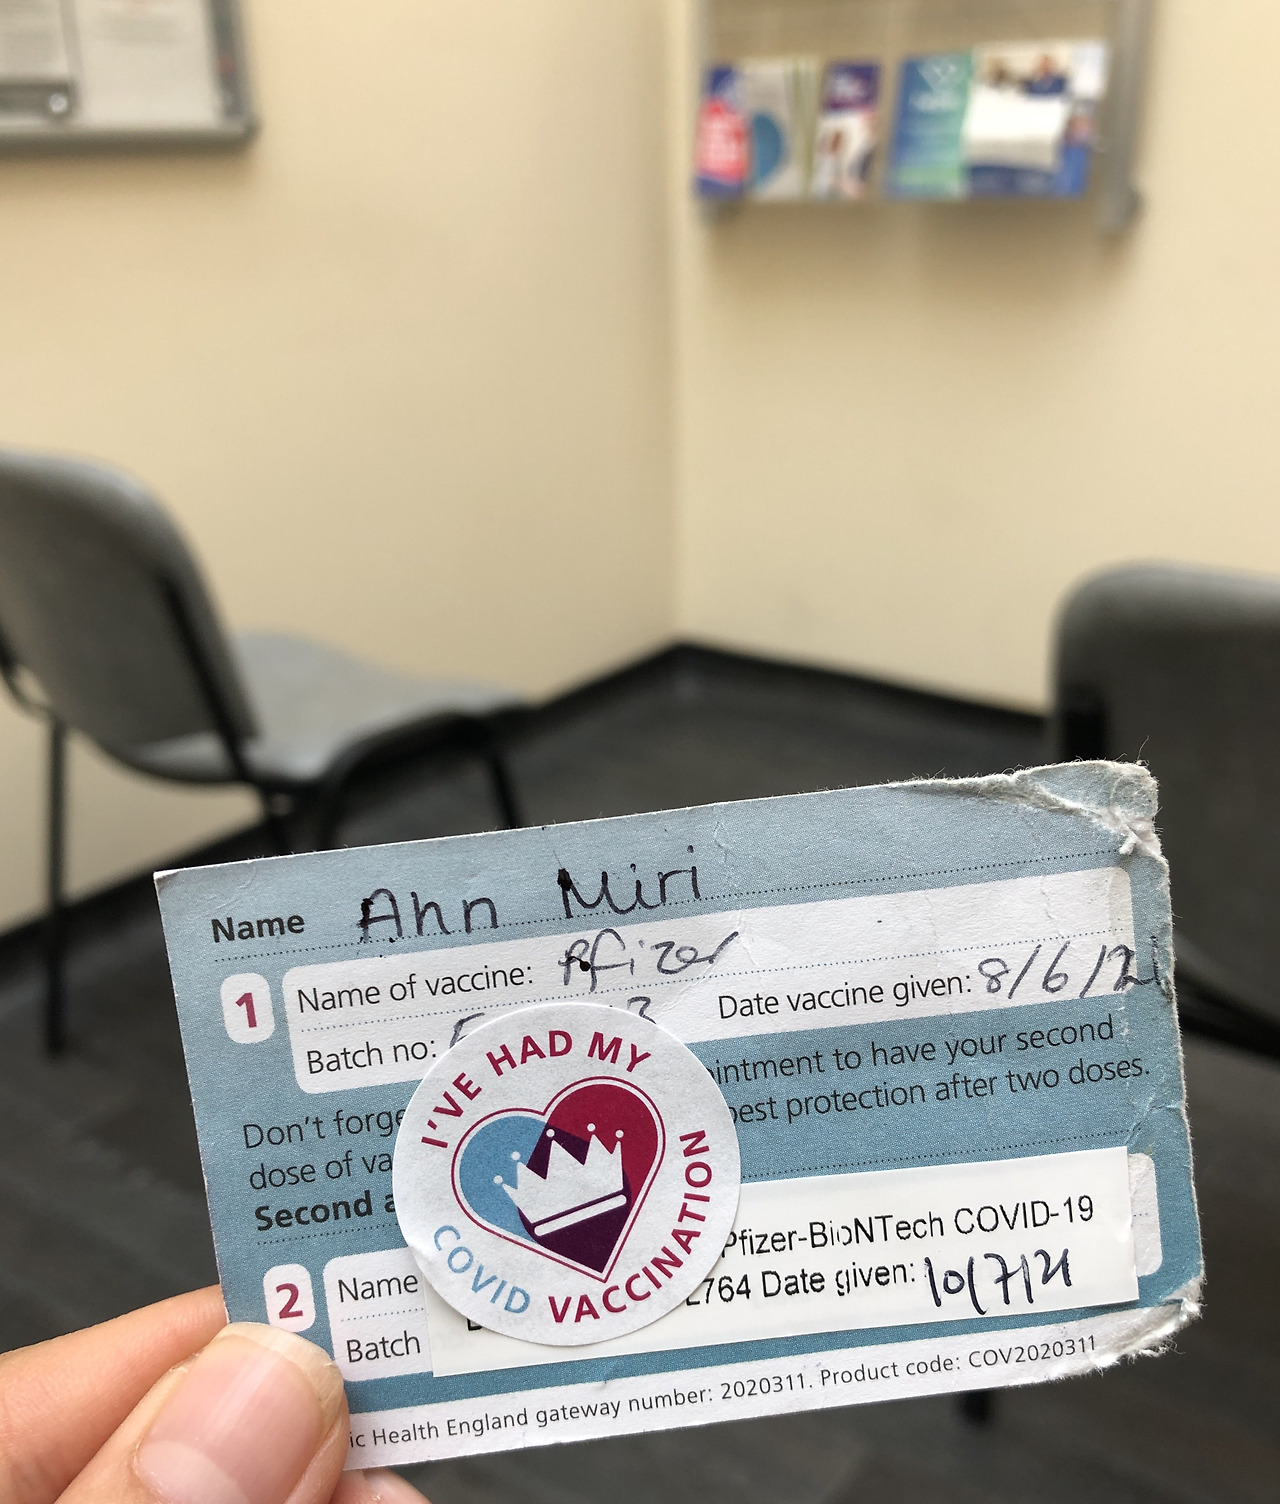 Name Ahn Miri
1 Name of vaccine: Pfizer
Batch no: Date vaccine given: 8/6/21
Don't forge ointment to have your second
dose of va best protection after two doses.
Second a
I'VE HAD MY
COVID VACCINATION
2 Name Pfizer-BioNTech COVID-19
Batch L764 Date given: 10/7/21
ic Health England gateway number: 2020311. Product code: COV2020311